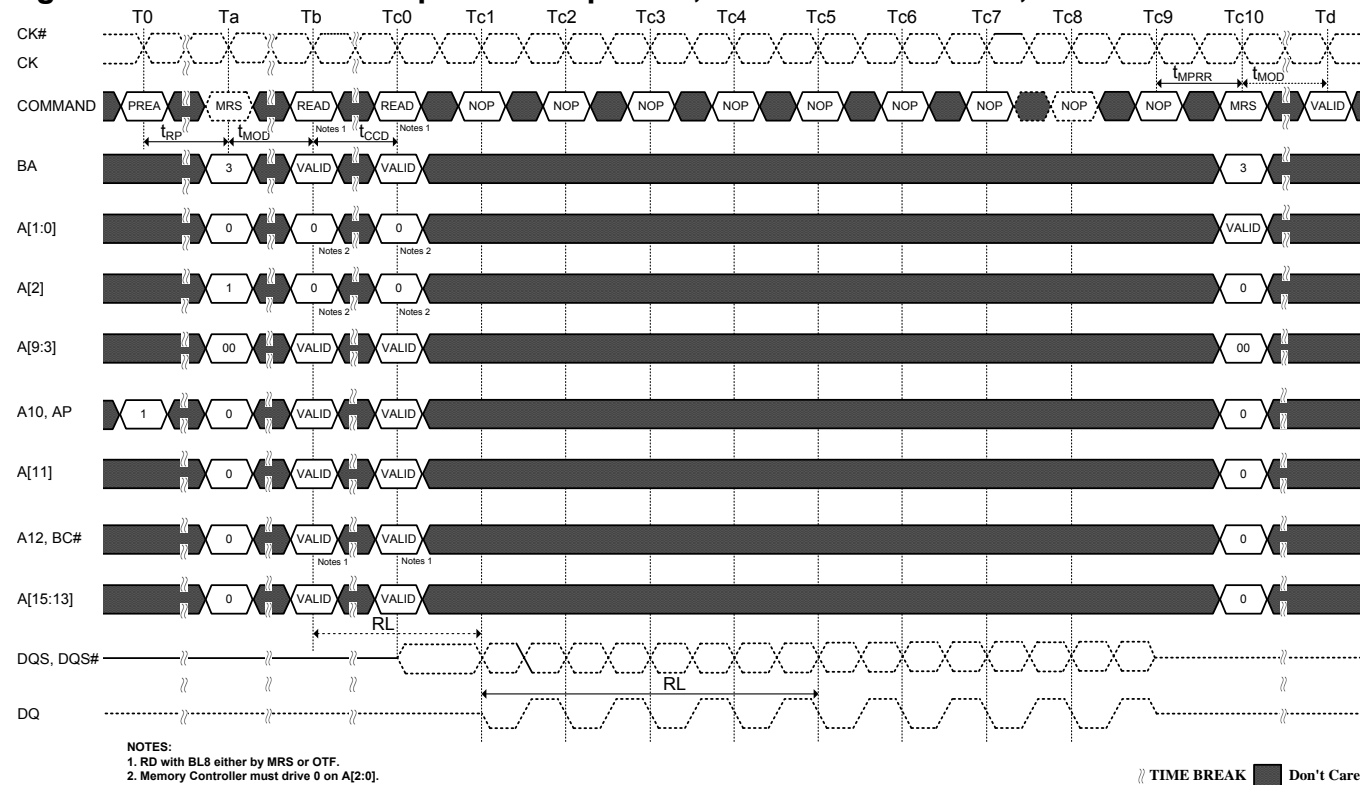 T0 Ta Tb Tc0 Tc1 Tc2 Tc3 Tc4 Tc5 Tc6 Tc7 Tc8 Tc9 Tc10 Td
CK#
CK
tMPRR tMOD
COMMAND PREA MRS READ READ NOP NOP NOP NOP NOP NOP NOP NOP NOP MRS VALID
Notes 1 Notes 1
tRP tMOD tCCD
BA 3 VALID VALID 3
A[1:0] 0 0 0 VALID
Notes 2 Notes 2
A[2] 1 0 0 0
Notes 2 Notes 2
A[9:3] 00 VALID VALID 00
A10, AP 1 0 VALID VALID 0
A[11] 0 VALID VALID 0
A12, BC# 0 VALID VALID 0
Notes 1 Notes 1
A[15:13] 0 VALID VALID 0
RL
DQS, DQS#
RL
DQ
NOTES:
1. RD with BL8 either by MRS or OTF.
2. Memory Controller must drive 0 on A[2:0].
TIME BREAK Don't Care